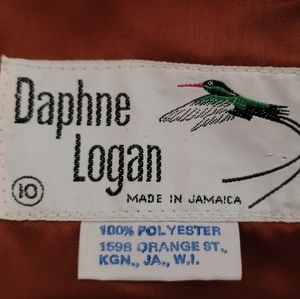 Daphne
Logan
10
MADE IN JAMAICA
100% POLYESTER
159B ORANGE ST.,
KGN., JA., W.I.